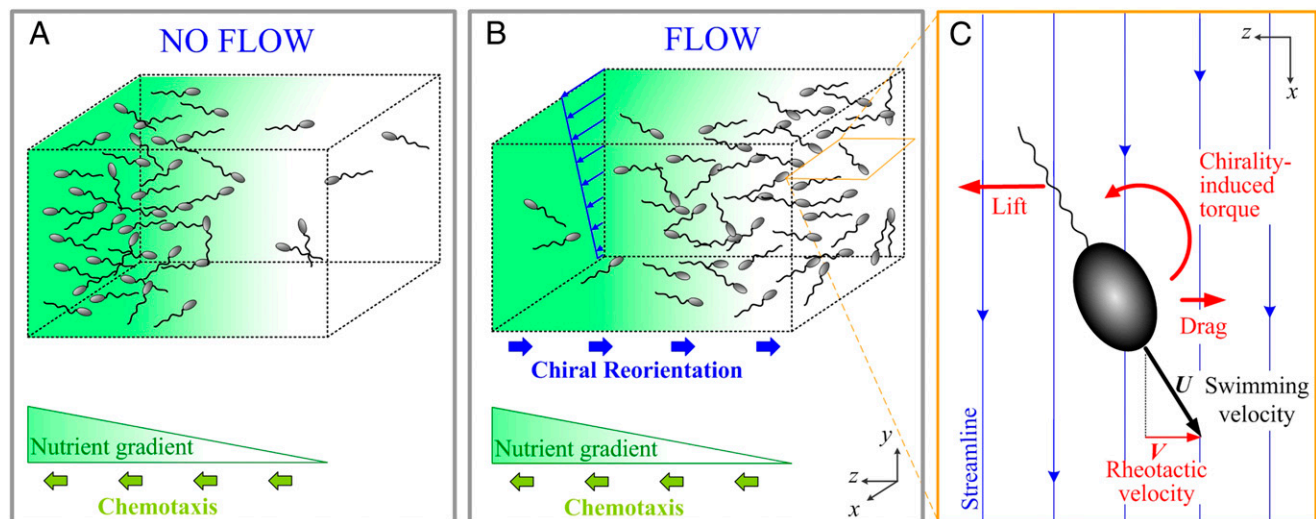 A
NO FLOW
Nutrient gradient
Chemotaxis
B
FLOW
Chiral Reorientation
Nutrient gradient
Chemotaxis
y
z
x
C
z
x
Chirality-
induced
torque
Lift
Drag
U Swimming
velocity
V
Rheotactic
velocity
Streamline